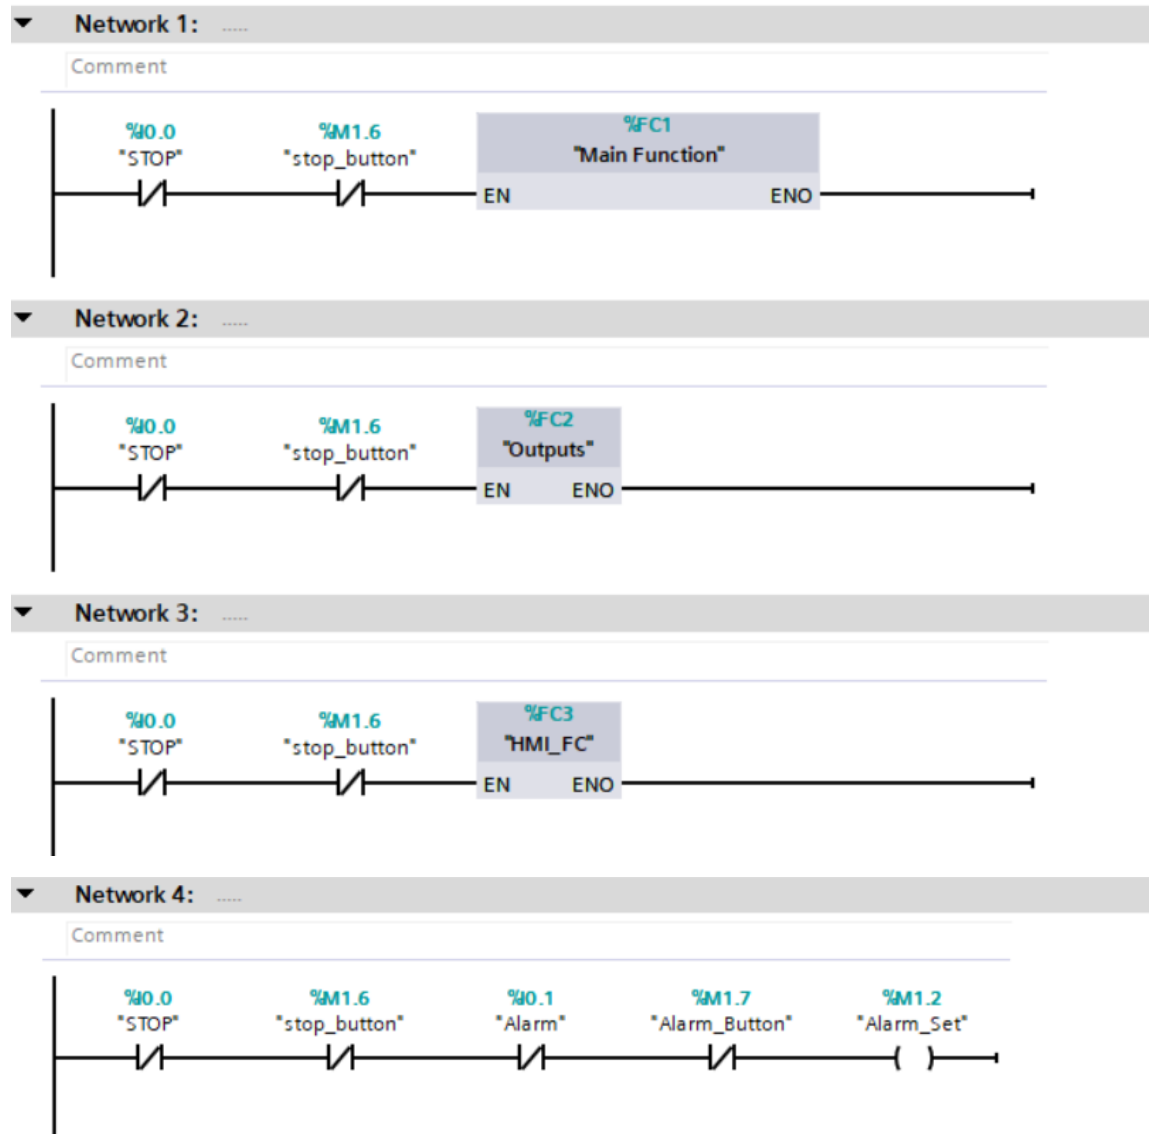 Network 1: .....
Comment
%I0.0 %M1.6 %FC1
"STOP" "stop_button" "Main Function"
EN ENO
Network 2: .....
Comment
%I0.0 %M1.6 %FC2
"STOP" "stop_button" "Outputs"
EN ENO
Network 3: .....
Comment
%I0.0 %M1.6 %FC3
"STOP" "stop_button" "HMI_FC"
EN ENO
Network 4: .....
Comment
%I0.0 %M1.6 %I0.1 %M1.7 %M1.2
"STOP" "stop_button" "Alarm" "Alarm_Button" "Alarm_Set"